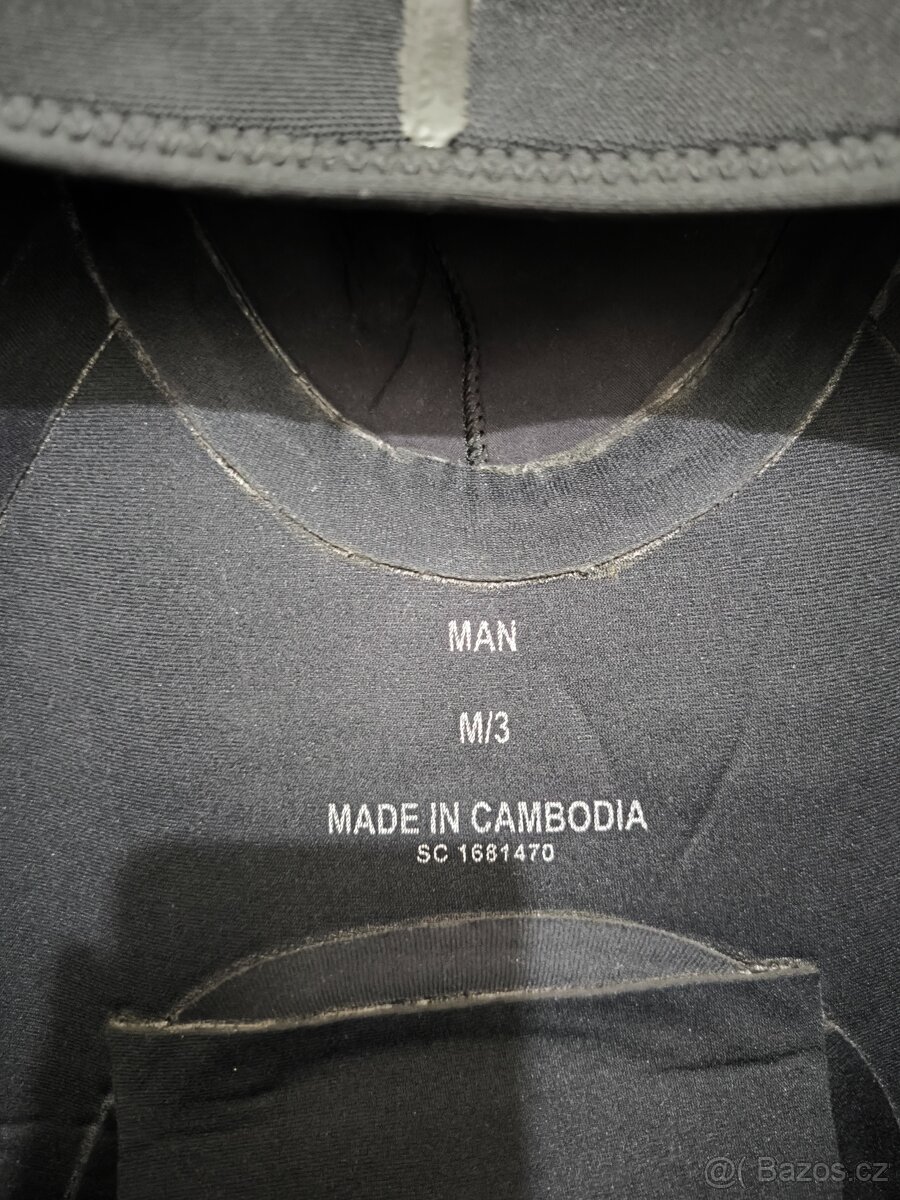 MAN
M/3
MADE IN CAMBODIA
SC 1681470
@( Bazos.cz